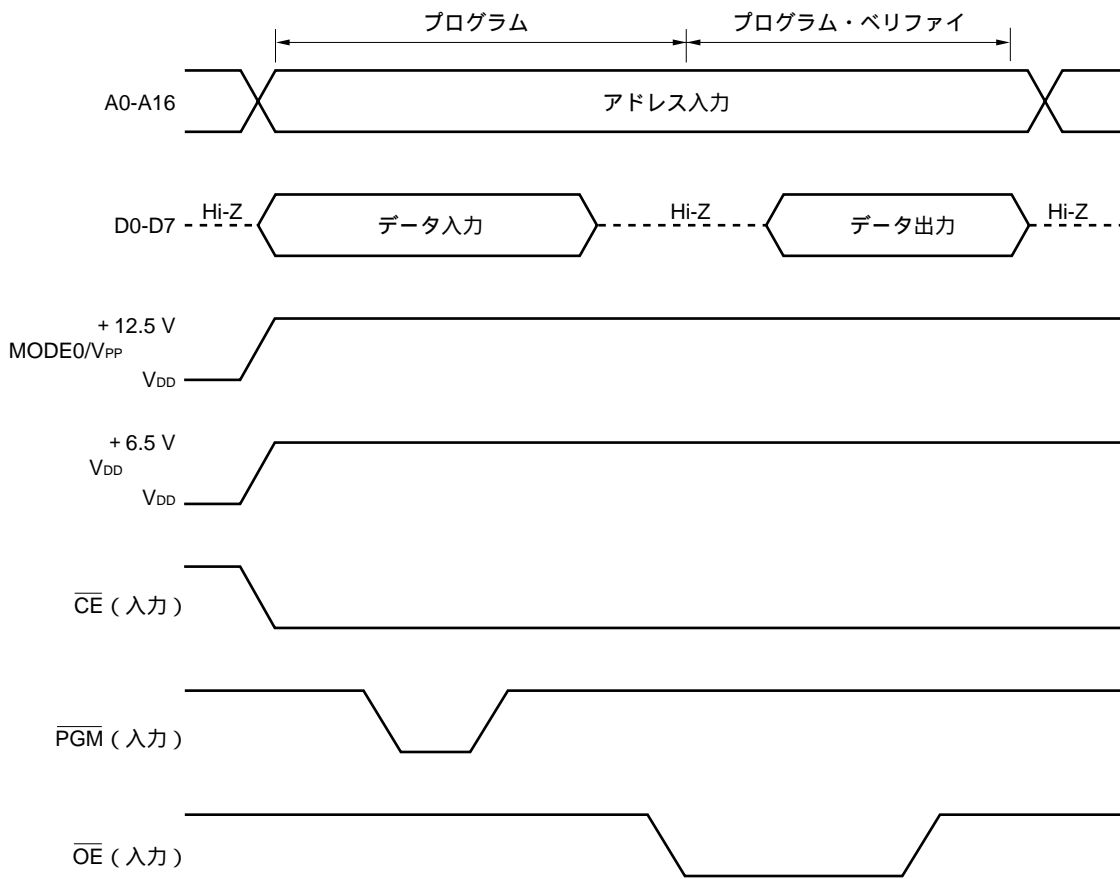 プログラム プログラム・ベリファイ
A0-A16 アドレス入力
D0-D7 Hi-Z データ入力 Hi-Z データ出力 Hi-Z
+ 12.5 V
MODE0/VPP
VDD
+ 6.5 V
VDD
VDD
CE ( 入力 )
PGM ( 入力 )
OE ( 入力 )